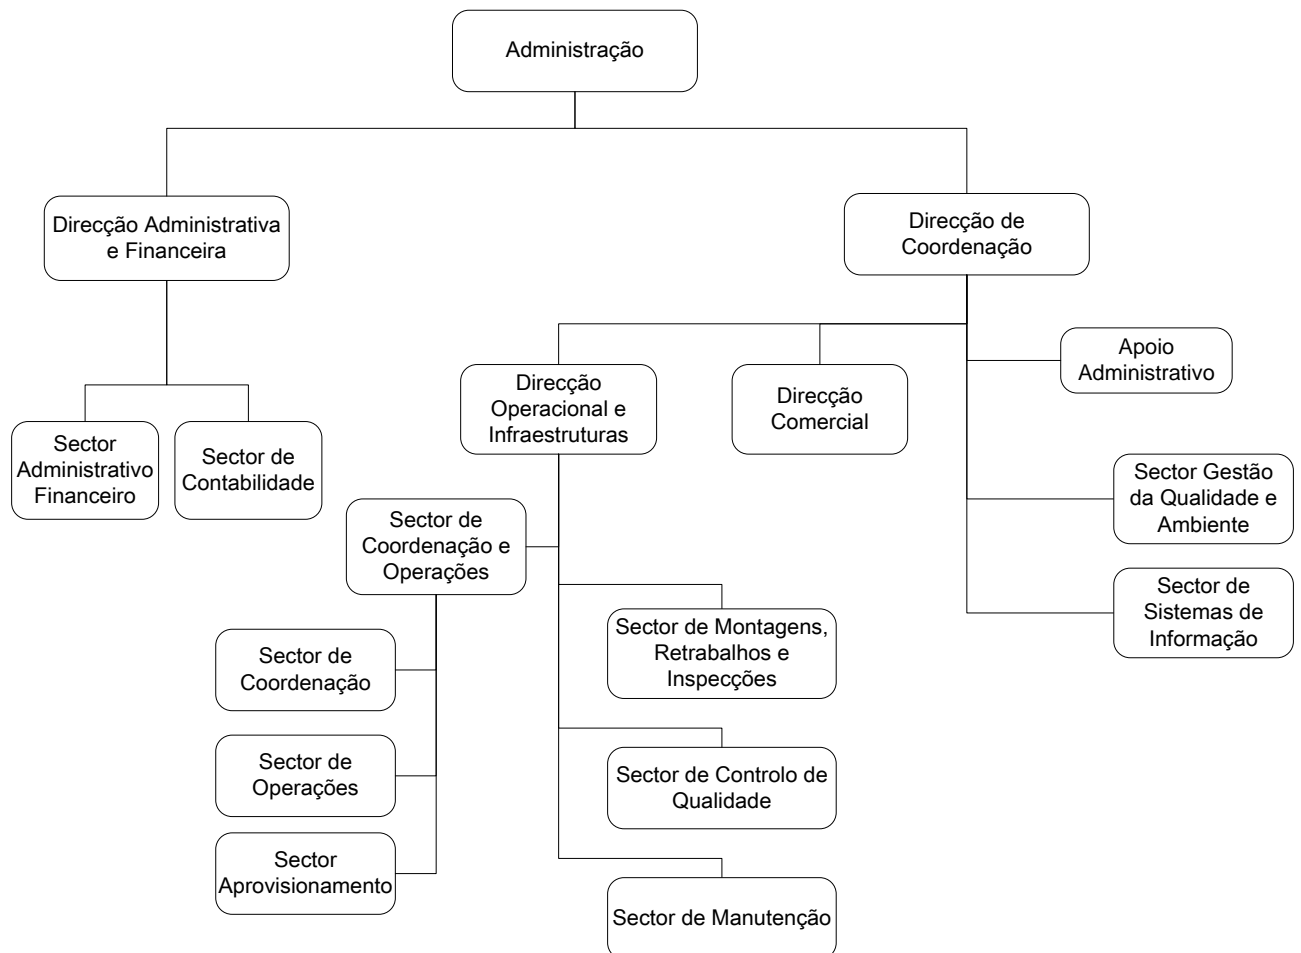 Administração
Direcção Administrativa
e Financeira
Direcção de
Coordenação
Apoio
Administrativo
Direcção
Operacional e
Infraestruturas
Direcção
Comercial
Sector
Administrativo
Financeiro
Sector de
Contabilidade
Sector Gestão
da Qualidade e
Ambiente
Sector de
Coordenação e
Operações
Sector de
Sistemas de
Informação
Sector de Montagens,
Retrabalhos e
Inspecções
Sector de
Coordenação
Sector de
Operações
Sector de Controlo de
Qualidade
Sector
Aprovisionamento
Sector de Manutenção